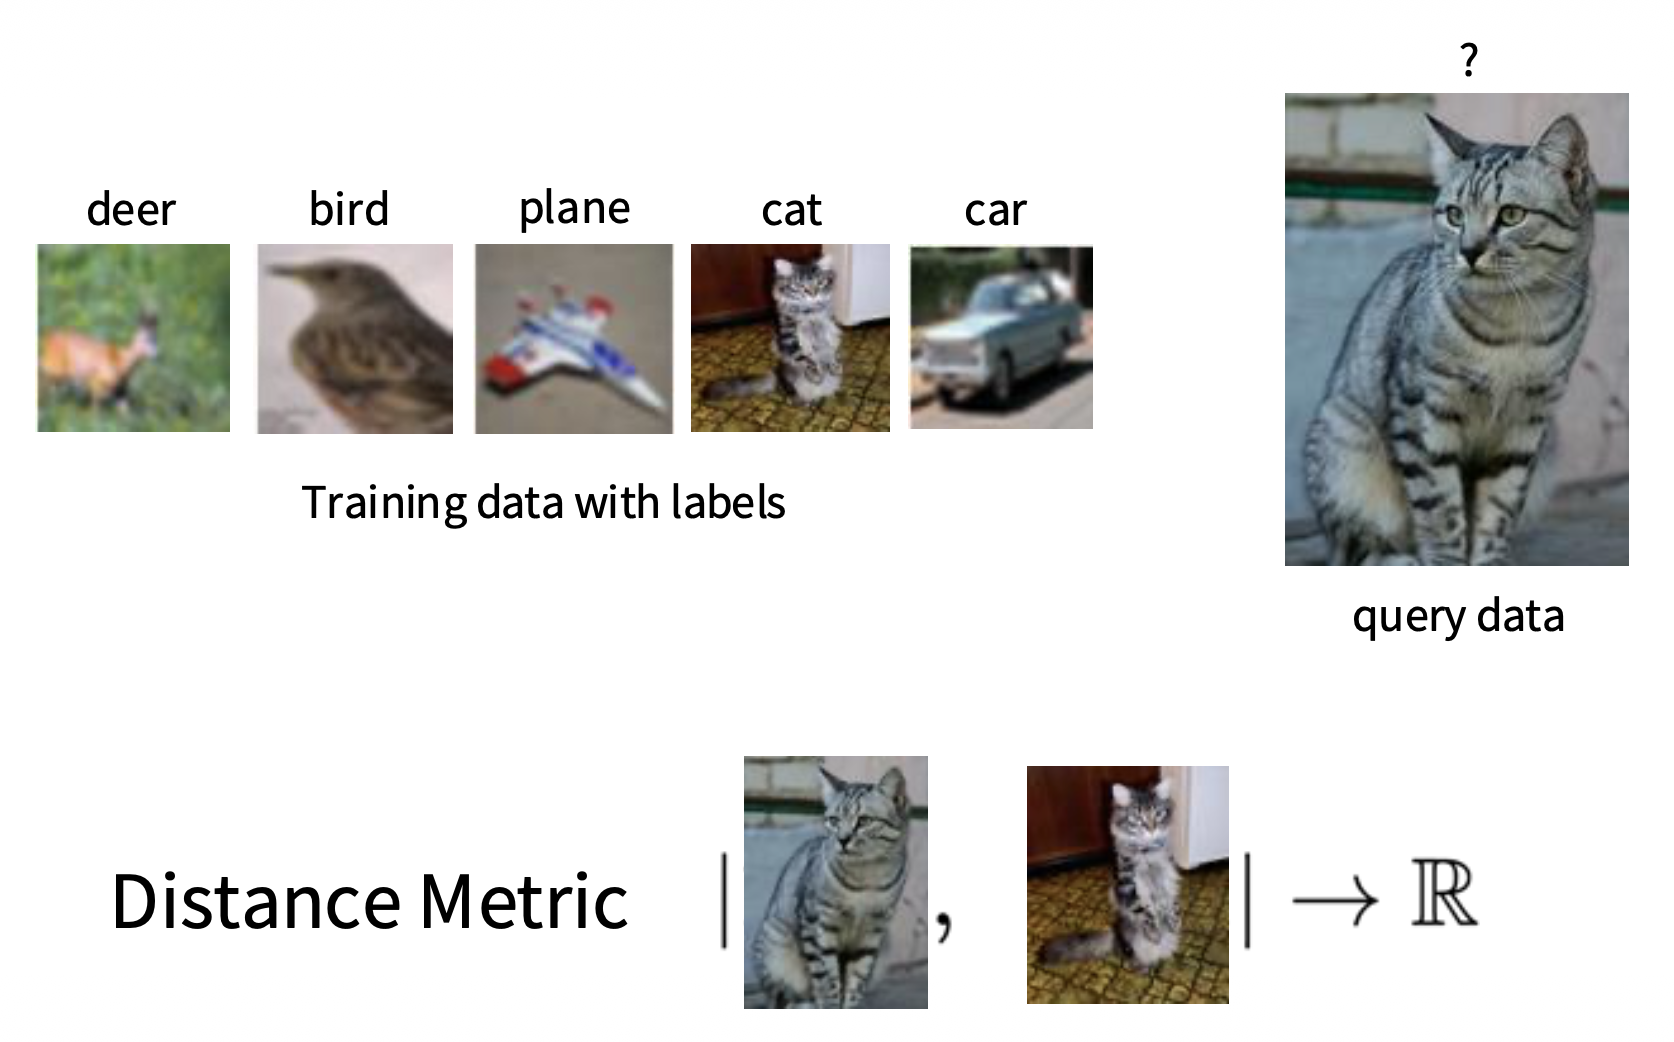 ?
deer bird plane cat car
Training data with labels
query data
Distance Metric | , | → ℝ